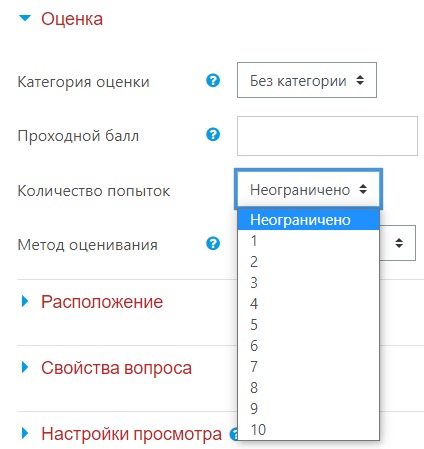 Оценка
Категория оценки
Без категории
Проходной балл
Количество попыток
Неограничено
Неограничено
1
Метод оценивания
2
3
4
5
6
7
8
9
10
Расположение
Свойства вопроса
Настройки просмотра